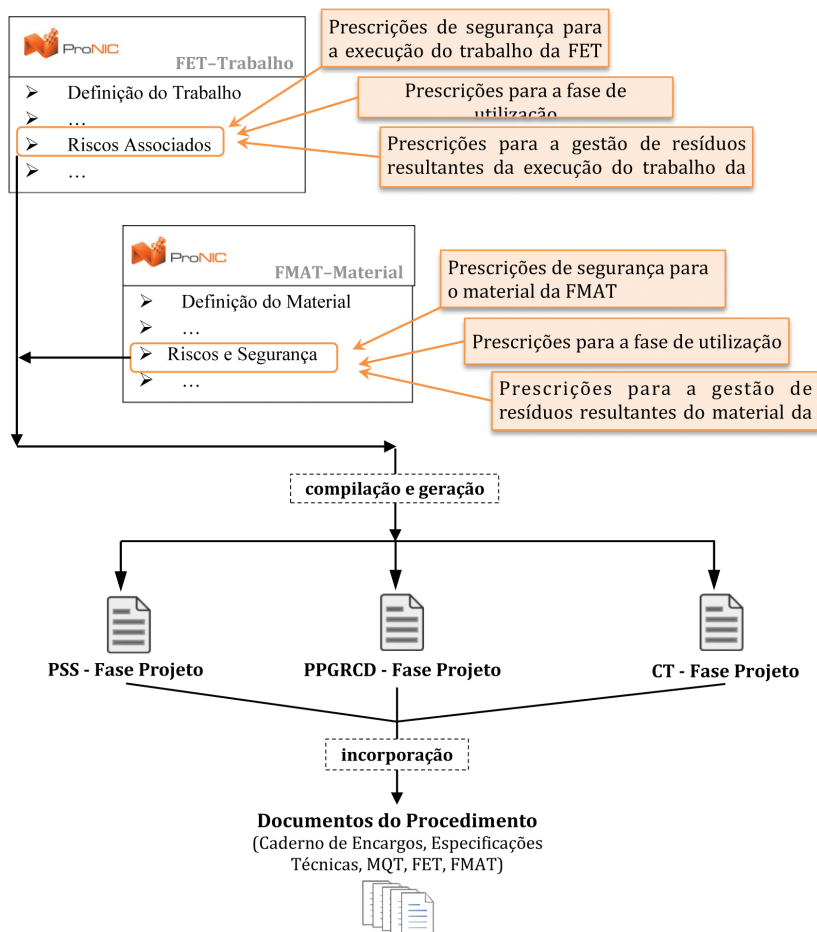 ProNIC
FET–Trabalho
Definição do Trabalho
…
Riscos Associados
…
Prescrições de segurança para
a execução do trabalho da FET
Prescrições para a fase de
utilização
Prescrições para a gestão de resíduos
resultantes da execução do trabalho da
ProNIC
FMAT–Material
Definição do Material
…
Riscos e Segurança
…
Prescrições de segurança para
o material da FMAT
Prescrições para a fase de utilização
Prescrições para a gestão de
resíduos resultantes do material da
compilação e geração
PSS - Fase Projeto
PPGRCD - Fase Projeto
CT - Fase Projeto
incorporação
Documentos do Procedimento
(Caderno de Encargos, Especificações
Técnicas, MQT, FET, FMAT)